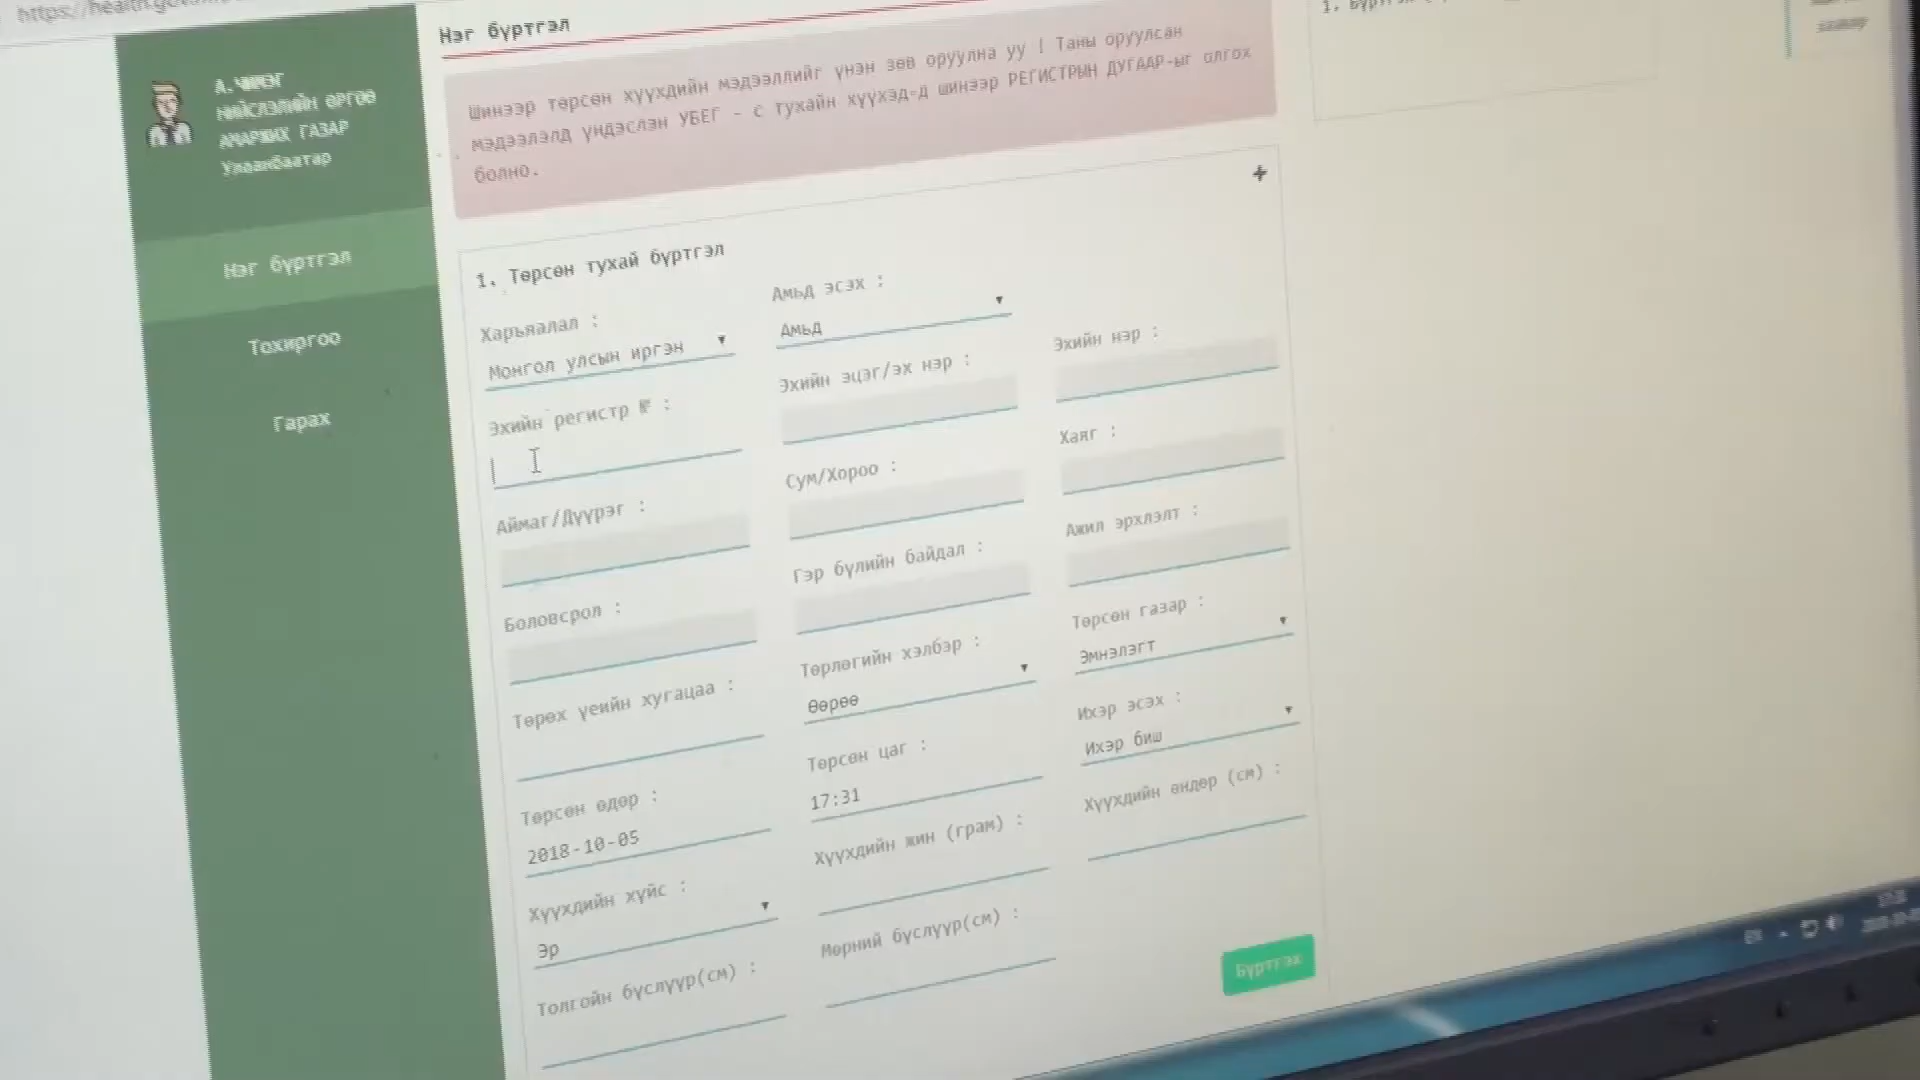 Нэг бүртгэл
НИЙСЛЭЛИЙН ӨРГӨӨ
АМАРЖИХ ГАЗАР
Улаанбаатар
Нэг бүртгэл
Тохиргоо
Гарах
Шинээр төрсөн хүүхдийн мэдээллийг үнэн зөв оруулна уу ! Таны оруулсан
мэдээлэлд үндэслэн УБЕГ - с тухайн хүүхэд-д шинээр РЕГИСТРЫН ДУГААР-ыг олгох
болно.
+
1. Төрсөн тухай бүртгэл
Харъяалал :
Монгол улсын иргэн
Амьд эсэх :
Амьд
Эхийн регистр № :
Эхийн эцэг/эх нэр :
Эхийн нэр :
Аймаг/Дүүрэг :
Сум/Хороо :
Хаяг :
Боловсрол :
Гэр бүлийн байдал :
Ажил эрхлэлт :
Төрөх үеийн хугацаа :
Төрлөгийн хэлбэр :
Өөрөө
Төрсөн газар :
Эмнэлэгт
Төрсөн өдөр :
2018-10-05
Төрсөн цаг :
17:31
Ихэр эсэх :
Ихэр биш
Хүүхдийн хүйс :
Эр
Хүүхдийн жин (грам) :
Хүүхдийн өндөр (см) :
Толгойн бүслүүр(см) :
Мөрний бүслүүр(см) :
Бүртгэх